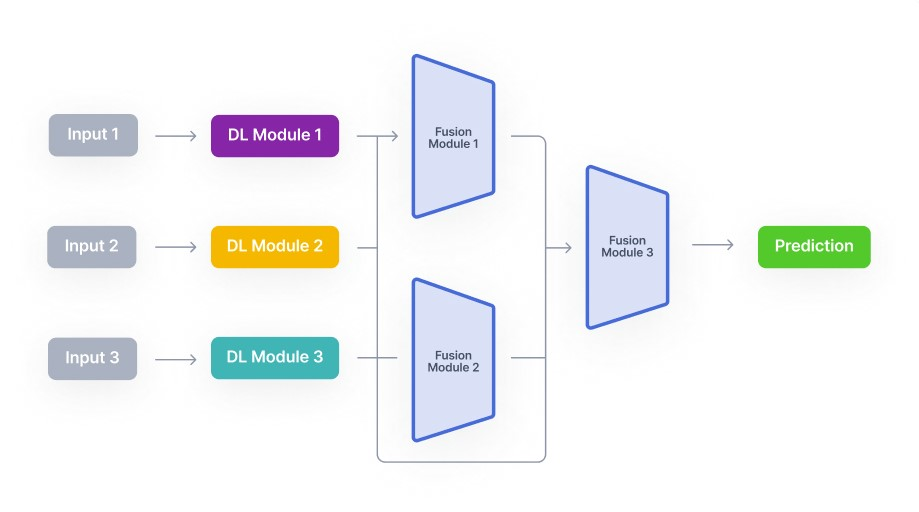 Input 1
DL Module 1
Fusion
Module 1
Input 2
DL Module 2
Fusion
Module 3
Prediction
Input 3
DL Module 3
Fusion
Module 2